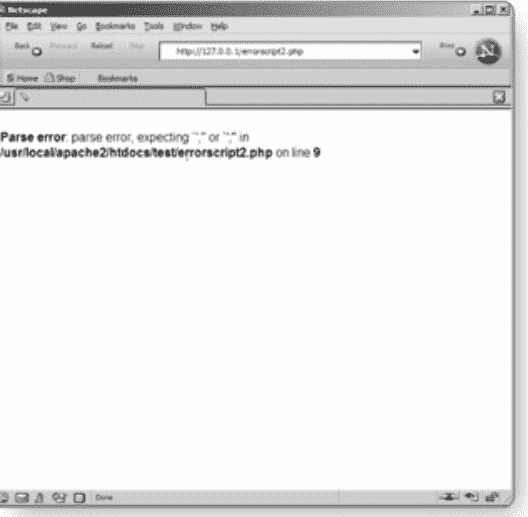 Netscape
File Edit View Go Bookmarks Tools Window Help
Back Forward Reload Stop http://127.0.0.1/errorscript2.php Print N
Home Shop Bookmarks
Parse error: parse error, expecting `','' or `';'' in
/usr/local/apache2/htdocs/test/errorscript2.php on line 9
Done